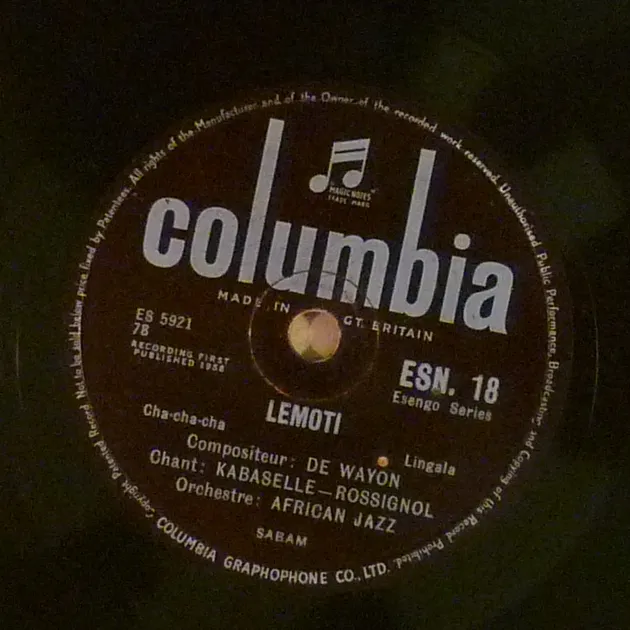 MAGIC NOTES
TRADE MARK
columbia
MADE IN GT BRITAIN
ES 5921
78
RECORDING FIRST
PUBLISHED 1958
ESN. 18
Esengo Series
LEMOTI
Cha-cha-cha
Lingala
Compositeur: DE WAYON
Chant: KABASELLE—ROSSIGNOL
Orchestre: AFRICAN JAZZ
SABAM
COLUMBIA GRAPHOPHONE CO., LTD.
Copyright. Patented Record. Not to be sold below price fixed by Patentees. All rights of the Manufacturer and of the Owner of the recorded work reserved. Unauthorised Public Performance, Broadcasting and Copying of this Record Prohibited.